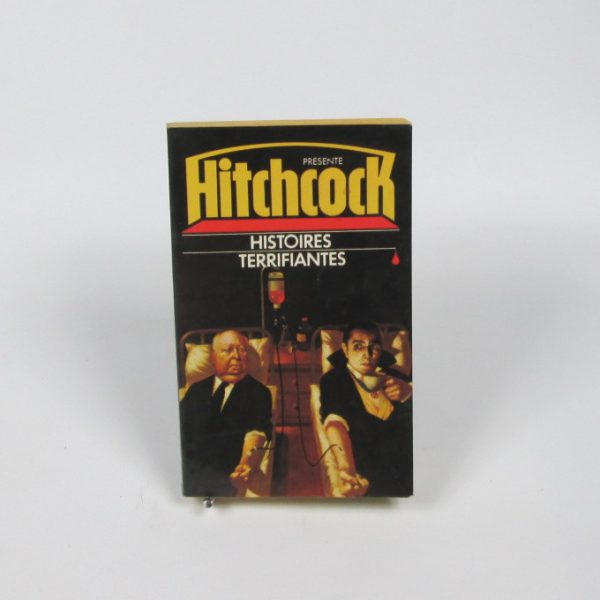 PRÉSENTE
Hitchcock
HISTOIRES
TERRIFIANTES